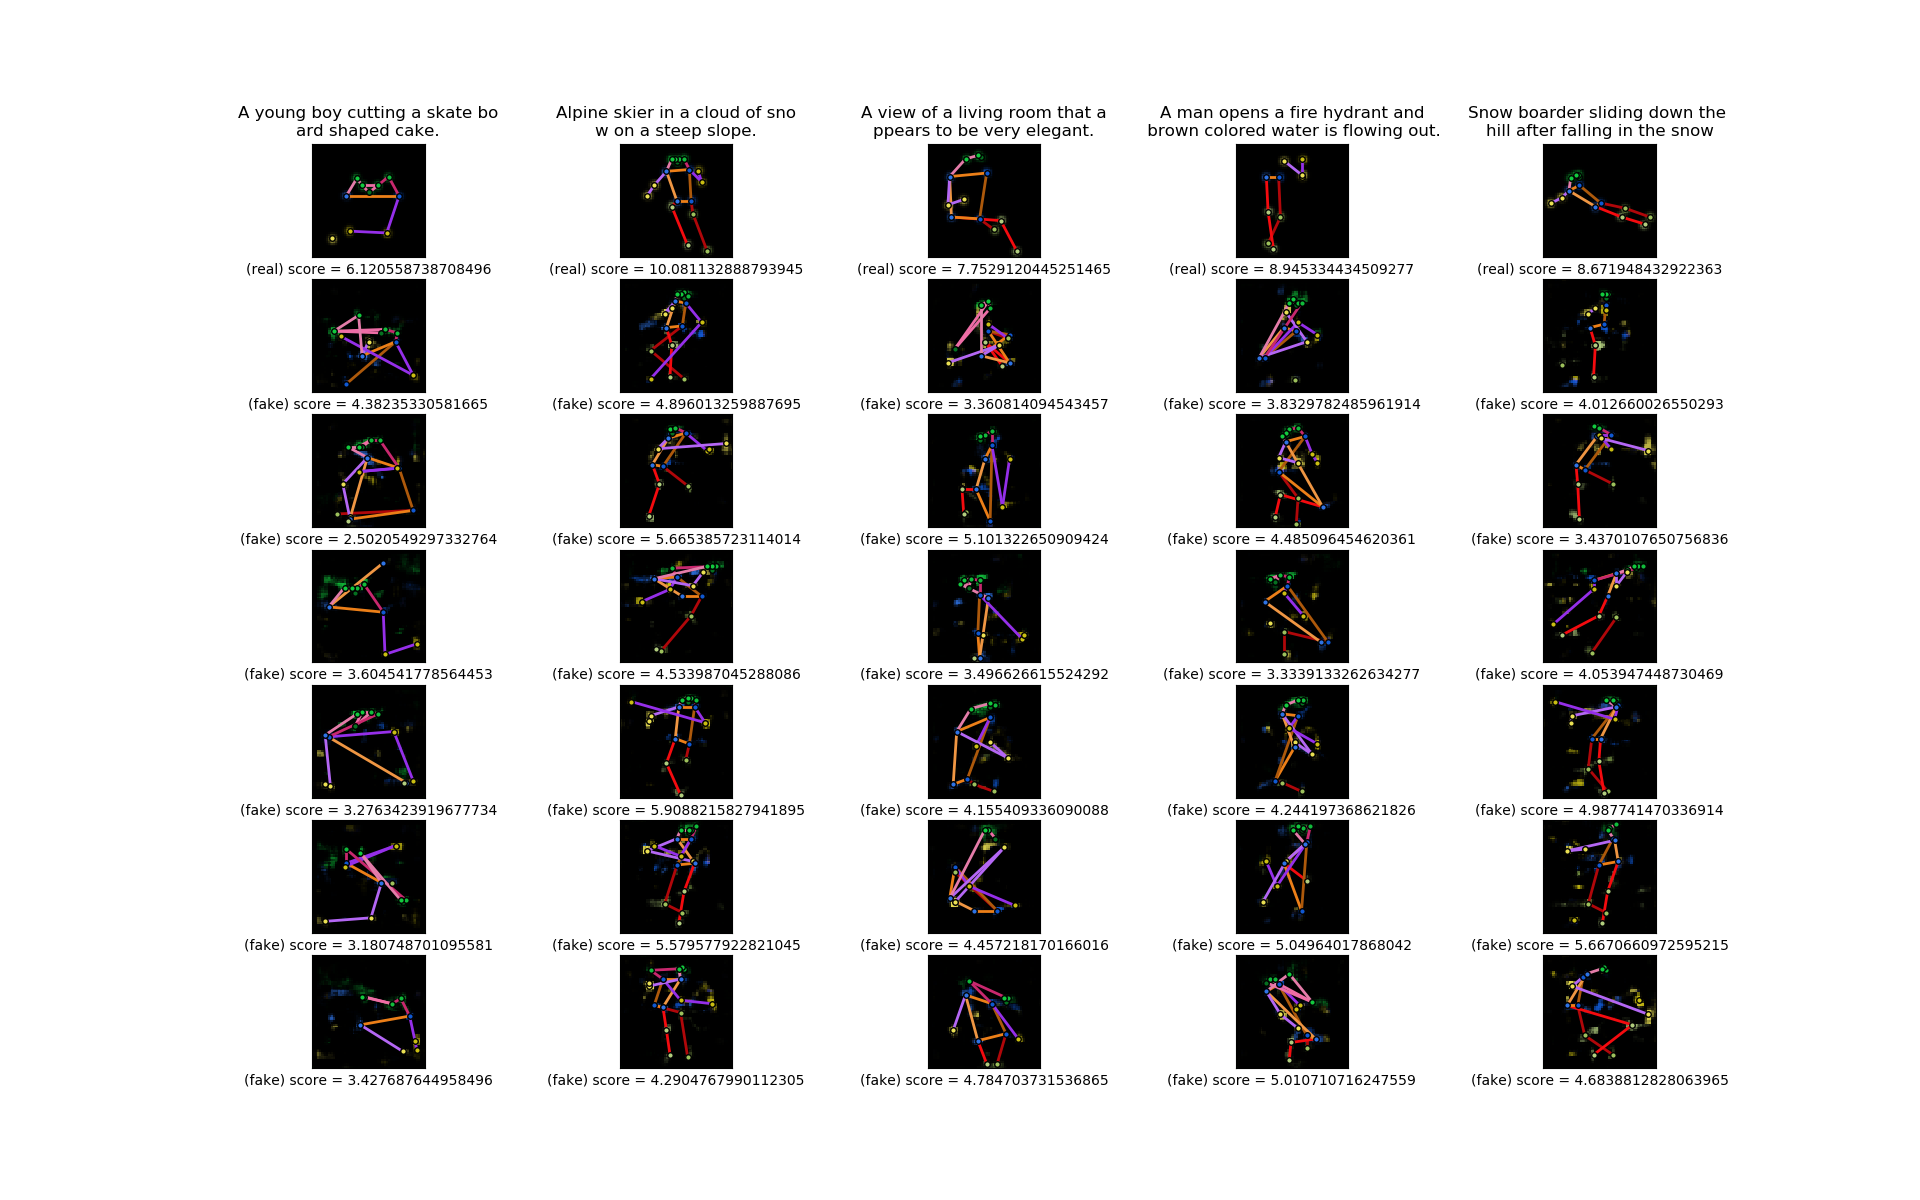 A young boy cutting a skate bo
ard shaped cake.
Alpine skier in a cloud of sno
w on a steep slope.
A view of a living room that a
ppears to be very elegant.
A man opens a fire hydrant and
brown colored water is flowing out.
Snow boarder sliding down the
hill after falling in the snow
(real) score = 6.120558738708496
(real) score = 10.081132888793945
(real) score = 7.7529120445251465
(real) score = 8.945334434509277
(real) score = 8.671948432922363
(fake) score = 4.38235330581665
(fake) score = 4.896013259887695
(fake) score = 3.360814094543457
(fake) score = 3.8329782485961914
(fake) score = 4.012660026550293
(fake) score = 2.5020549297332764
(fake) score = 5.665385723114014
(fake) score = 5.101322650909424
(fake) score = 4.485096454620361
(fake) score = 3.4370107650756836
(fake) score = 3.604541778564453
(fake) score = 4.533987045288086
(fake) score = 3.496626615524292
(fake) score = 3.3339133262634277
(fake) score = 4.053947448730469
(fake) score = 3.2763423919677734
(fake) score = 5.9088215827941895
(fake) score = 4.155409336090088
(fake) score = 4.244197368621826
(fake) score = 4.987741470336914
(fake) score = 3.180748701095581
(fake) score = 5.579577922821045
(fake) score = 4.457218170166016
(fake) score = 5.04964017868042
(fake) score = 5.6670660972595215
(fake) score = 3.427687644958496
(fake) score = 4.2904767990112305
(fake) score = 4.784703731536865
(fake) score = 5.010710716247559
(fake) score = 4.6838812828063965